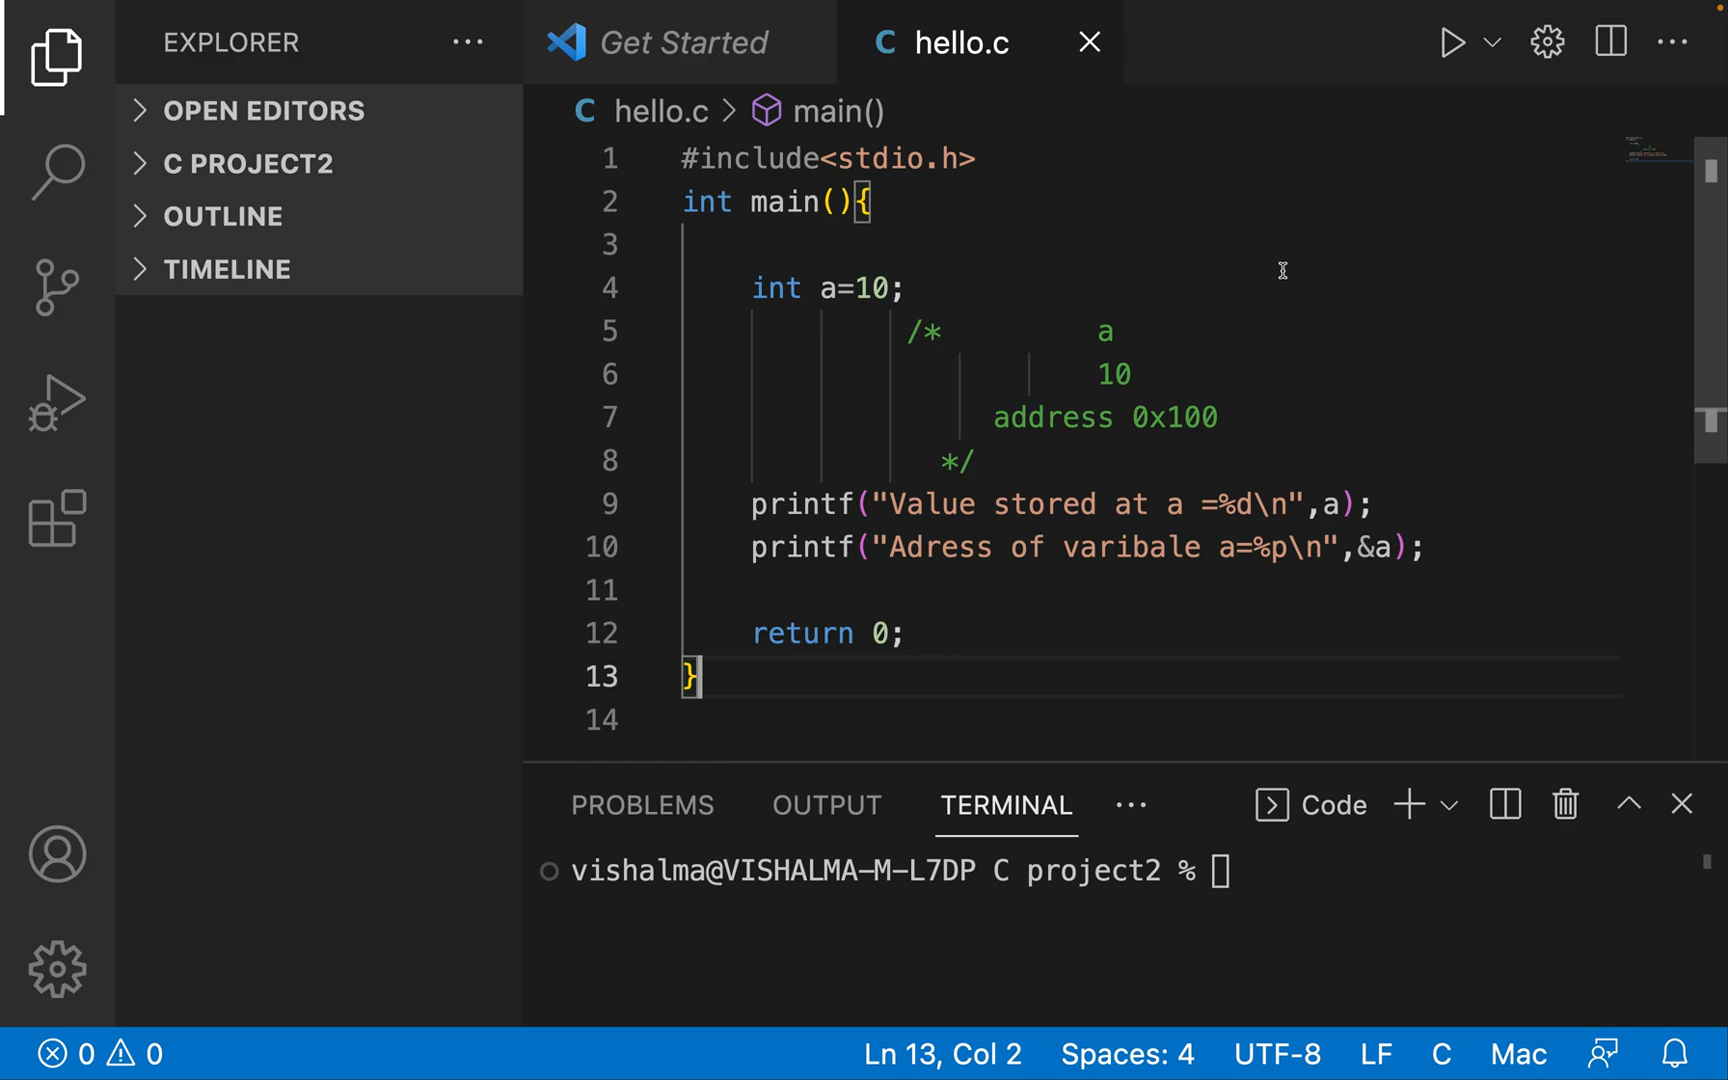 EXPLORER
OPEN EDITORS
C PROJECT2
OUTLINE
TIMELINE
Get Started
C hello.c
C hello.c > main()
1 #include<stdio.h>
2 int main(){
3
4 int a=10;
5 /* a
6 10
7 address 0x100
8 */
9 printf("Value stored at a =%d\n",a);
10 printf("Adress of varibale a=%p\n",&a);
11
12 return 0;
13 }
14
PROBLEMS OUTPUT TERMINAL Code
vishalma@VISHALMA-M-L7DP C project2 %
0 0 Ln 13, Col 2 Spaces: 4 UTF-8 LF C Mac